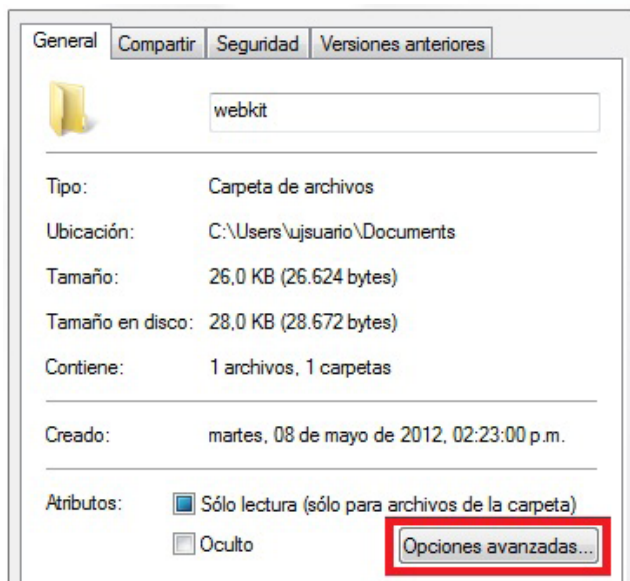 General Compartir Seguridad Versiones anteriores
webkit
Tipo: Carpeta de archivos
Ubicación: C:\Users\ujsuario\Documents
Tamaño: 26,0 KB (26.624 bytes)
Tamaño en disco: 28,0 KB (28.672 bytes)
Contiene: 1 archivos, 1 carpetas
Creado: martes, 08 de mayo de 2012, 02:23:00 p.m.
Atributos: Sólo lectura (sólo para archivos de la carpeta)
Oculto Opciones avanzadas...